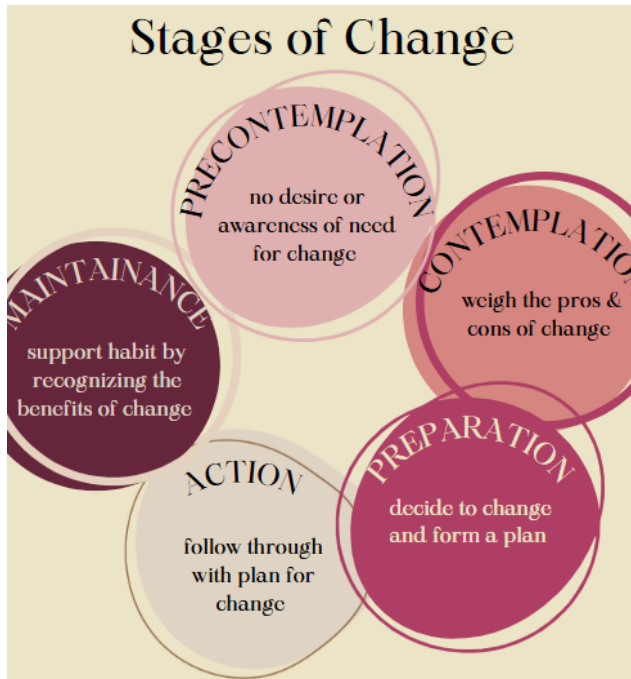 Stages of Change
PRECONTEMPLATION
no desire or
awareness of need
for change
CONTEMPLATION
weigh the pros &
cons of change
PREPARATION
decide to change
and form a plan
ACTION
follow through
with plan for
change
MAINTAINANCE
support habit by
recognizing the
benefits of change